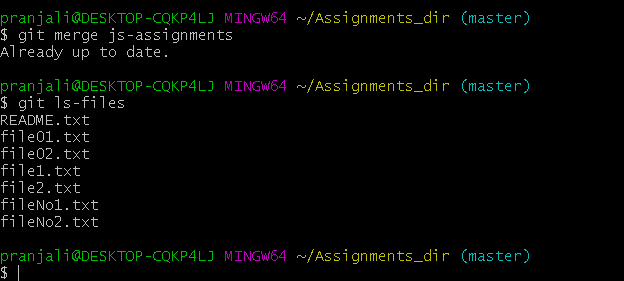 pranjali@DESKTOP-CQKP4LJ MINGW64 ~/Assignments_dir (master)
$ git merge js-assignments
Already up to date.
pranjali@DESKTOP-CQKP4LJ MINGW64 ~/Assignments_dir (master)
$ git ls-files
README.txt
file01.txt
file02.txt
file1.txt
file2.txt
fileNo1.txt
fileNo2.txt
pranjali@DESKTOP-CQKP4LJ MINGW64 ~/Assignments_dir (master)
$